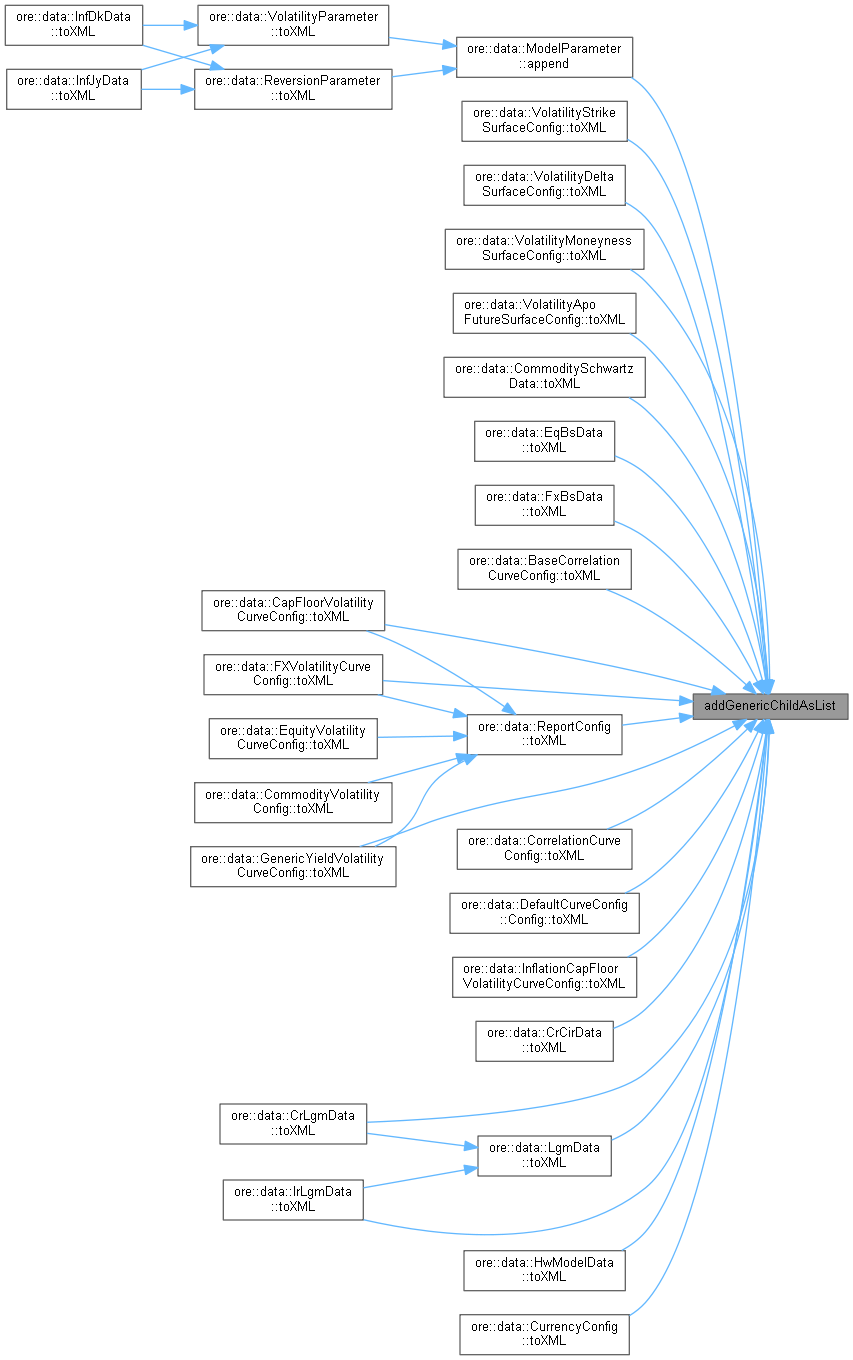 ore::data::InfDkData
::toXML
ore::data::VolatilityParameter
::toXML
ore::data::ModelParameter
::append
ore::data::InfJyData
::toXML
ore::data::ReversionParameter
::toXML
ore::data::VolatilityStrike
SurfaceConfig::toXML
ore::data::VolatilityDelta
SurfaceConfig::toXML
ore::data::VolatilityMoneyness
SurfaceConfig::toXML
ore::data::VolatilityApo
FutureSurfaceConfig::toXML
ore::data::CommoditySchwartz
Data::toXML
ore::data::EqBsData
::toXML
ore::data::FxBsData
::toXML
ore::data::BaseCorrelation
CurveConfig::toXML
ore::data::CapFloorVolatility
CurveConfig::toXML
ore::data::FXVolatilityCurve
Config::toXML
addGenericChildAsList
ore::data::ReportConfig
::toXML
ore::data::EquityVolatility
CurveConfig::toXML
ore::data::CommodityVolatility
Config::toXML
ore::data::GenericYieldVolatility
CurveConfig::toXML
ore::data::CorrelationCurve
Config::toXML
ore::data::DefaultCurveConfig
::Config::toXML
ore::data::InflationCapFloor
VolatilityCurveConfig::toXML
ore::data::CrCirData
::toXML
ore::data::CrLgmData
::toXML
ore::data::LgmData
::toXML
ore::data::IrLgmData
::toXML
ore::data::HwModelData
::toXML
ore::data::CurrencyConfig
::toXML